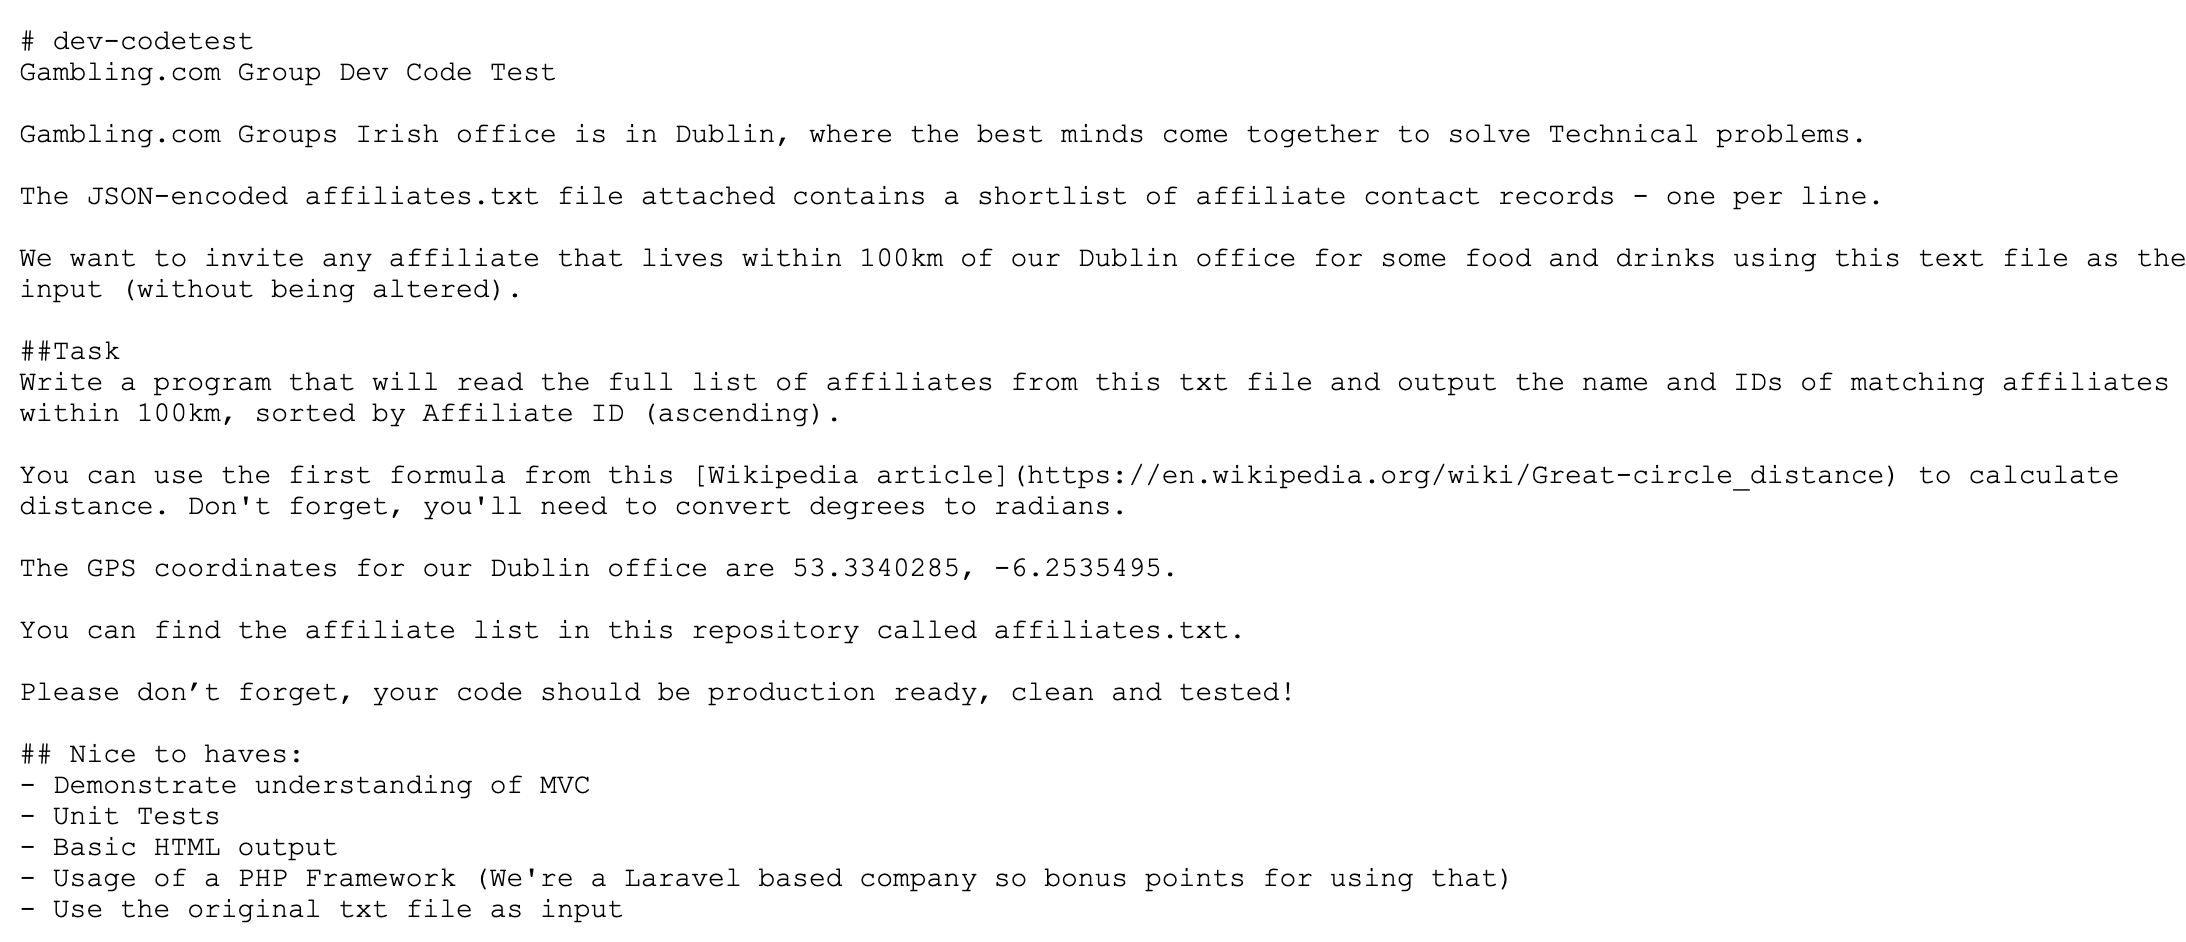 # dev-codetest
Gambling.com Group Dev Code Test
Gambling.com Groups Irish office is in Dublin, where the best minds come together to solve Technical problems.
The JSON-encoded affiliates.txt file attached contains a shortlist of affiliate contact records - one per line.
We want to invite any affiliate that lives within 100km of our Dublin office for some food and drinks using this text file as the
input (without being altered).
##Task
Write a program that will read the full list of affiliates from this txt file and output the name and IDs of matching affiliates
within 100km, sorted by Affiliate ID (ascending).
You can use the first formula from this [Wikipedia article](https://en.wikipedia.org/wiki/Great-circle_distance) to calculate
distance. Don't forget, you'll need to convert degrees to radians.
The GPS coordinates for our Dublin office are 53.3340285, -6.2535495.
You can find the affiliate list in this repository called affiliates.txt.
Please don’t forget, your code should be production ready, clean and tested!
## Nice to haves:
- Demonstrate understanding of MVC
- Unit Tests
- Basic HTML output
- Usage of a PHP Framework (We're a Laravel based company so bonus points for using that)
- Use the original txt file as input